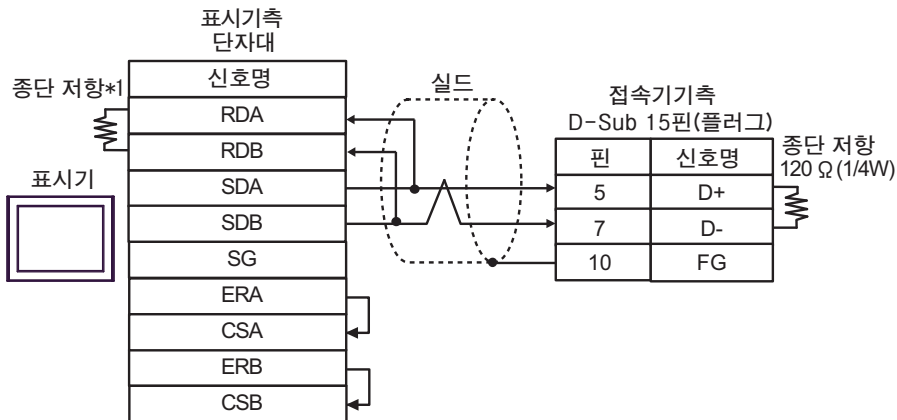 표시기측
단자대
종단 저항*1
신호명
RDA
RDB
SDA
SDB
SG
ERA
CSA
ERB
CSB
표시기
실드
접속기기측
D-Sub 15핀(플러그)
핀 신호명
5 D+
7 D-
10 FG
종단 저항
120 Ω (1/4W)